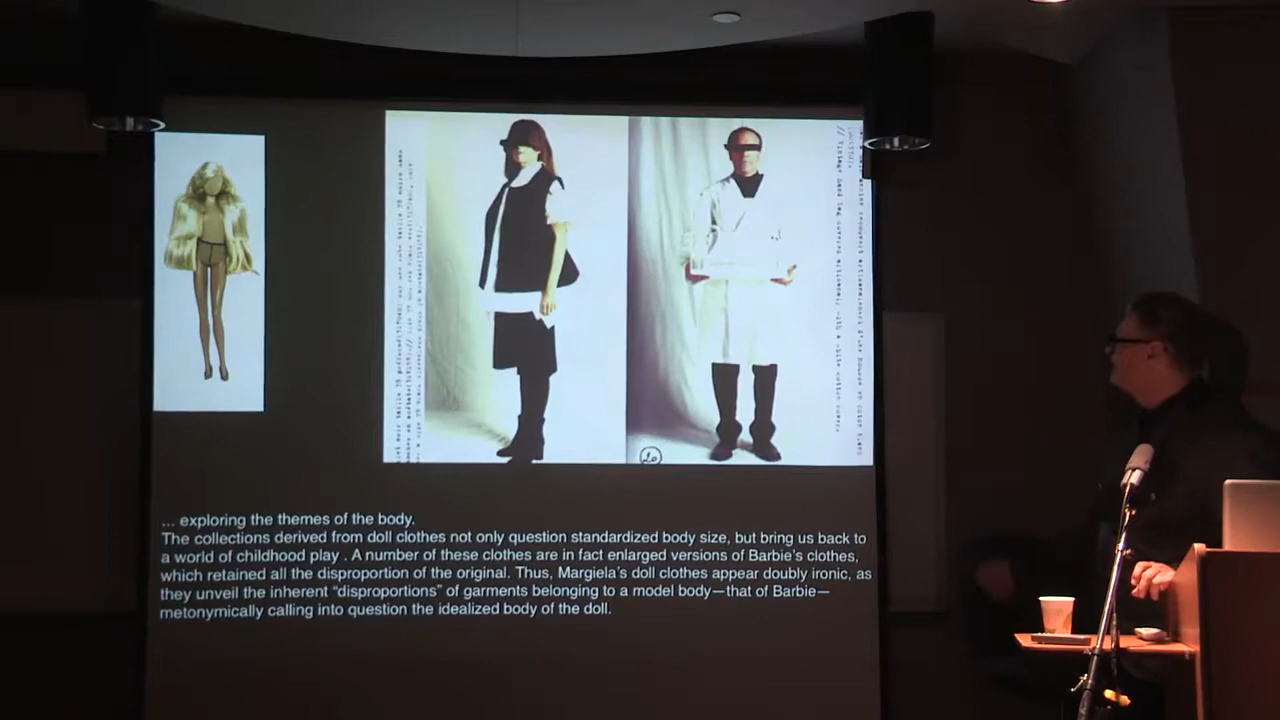 ... exploring the themes of the body.
The collections derived from doll clothes not only question standardized body size, but bring us back to
a world of childhood play . A number of these clothes are in fact enlarged versions of Barbie's clothes,
which retained all the disproportion of the original. Thus, Margiela's doll clothes appear doubly ironic, as
they unveil the inherent “disproportions” of garments belonging to a model body—that of Barbie—
metonymically calling into question the idealized body of the doll.